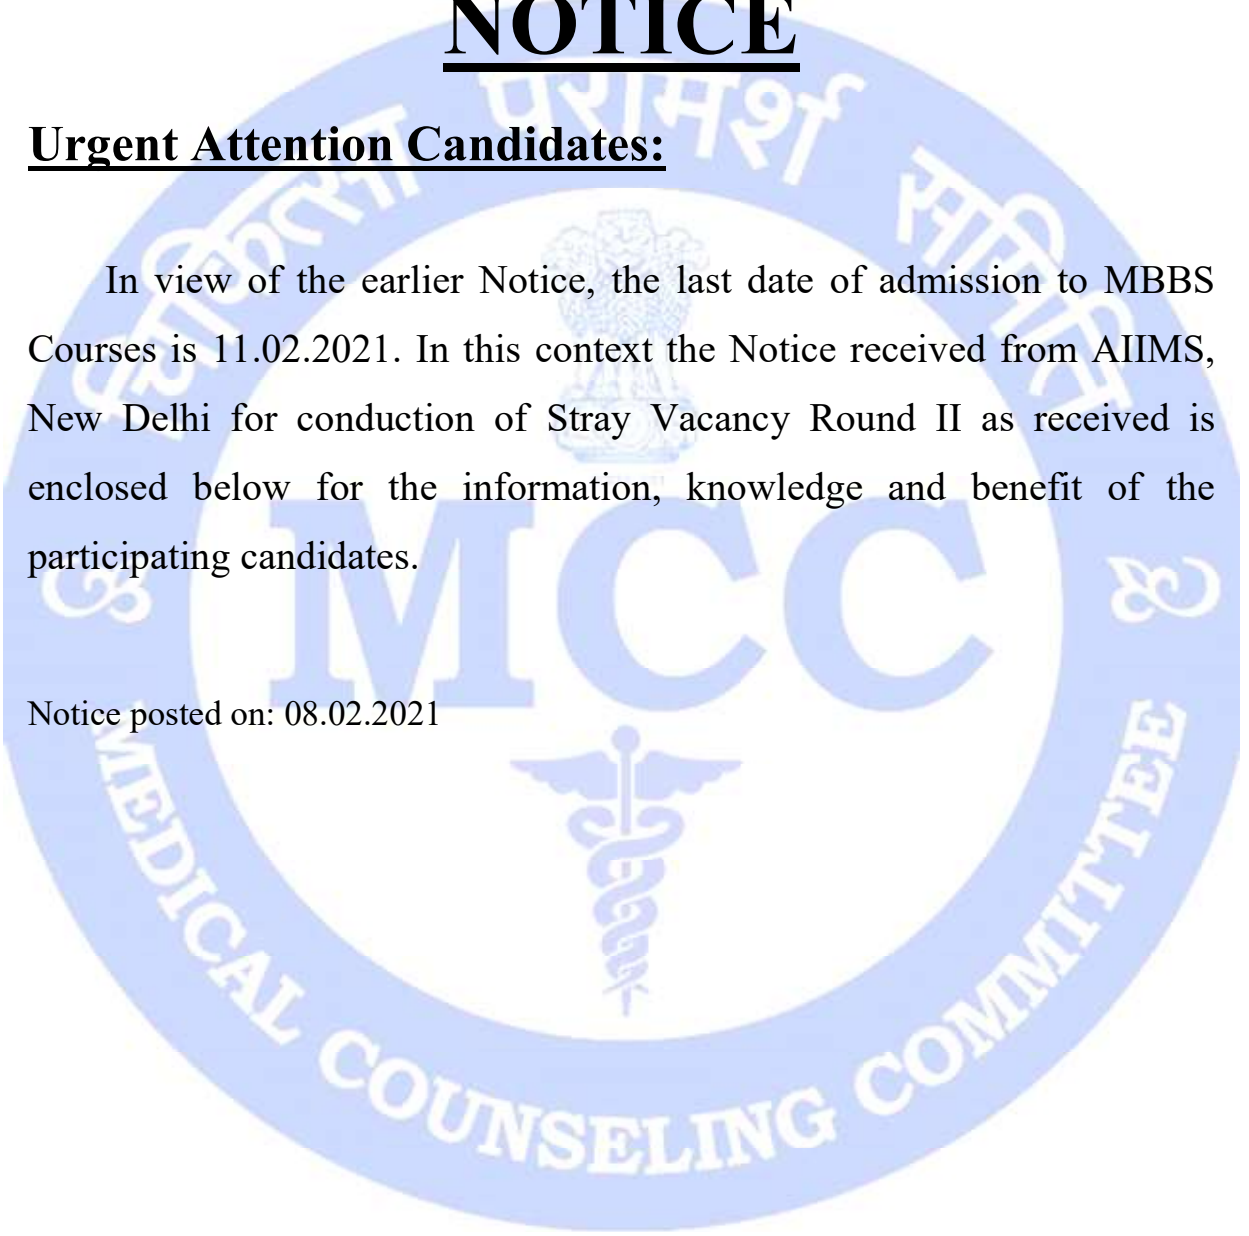 NOTICE
Urgent Attention Candidates:
In view of the earlier Notice, the last date of admission to MBBS
Courses is 11.02.2021. In this context the Notice received from AIIMS,
New Delhi for conduction of Stray Vacancy Round II as received is
enclosed below for the information, knowledge and benefit of the
participating candidates.
Notice posted on: 08.02.2021
चिकित्सा परामर्श समिति
MCC
MEDICAL COUNSELING COMMITTEE